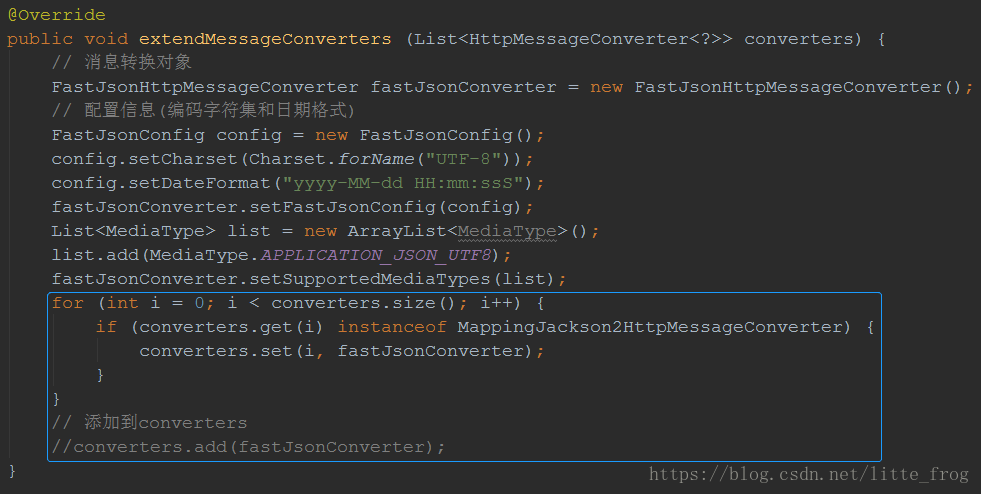 @Override
public void extendMessageConverters (List<HttpMessageConverter<?>> converters) {
    // 消息转换对象
    FastJsonHttpMessageConverter fastJsonConverter = new FastJsonHttpMessageConverter();
    // 配置信息(编码字符集和日期格式)
    FastJsonConfig config = new FastJsonConfig();
    config.setCharset(Charset.forName("UTF-8"));
    config.setDateFormat("yyyy-MM-dd HH:mm:ssS");
    fastJsonConverter.setFastJsonConfig(config);
    List<MediaType> list = new ArrayList<MediaType>();
    list.add(MediaType.APPLICATION_JSON_UTF8);
    fastJsonConverter.setSupportedMediaTypes(list);
    for (int i = 0; i < converters.size(); i++) {
        if (converters.get(i) instanceof MappingJackson2HttpMessageConverter) {
            converters.set(i, fastJsonConverter);
        }
    }
    // 添加到converters
    //converters.add(fastJsonConverter);
}
https://blog.csdn.net/litte_frog